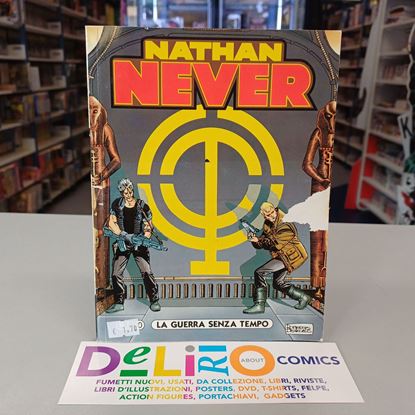 NATHAN
NEVER
LA GUERRA SENZA TEMPO
DeLiRiO ABOUT COMICS
FUMETTI NUOVI, USATI, DA COLLEZIONE, LIBRI, RIVISTE,
LIBRI D'ILLUSTRAZIONI, POSTERS, DVD, T-SHIRTS, FELPE,
ACTION FIGURES, PORTACHIAVI, GADGETS